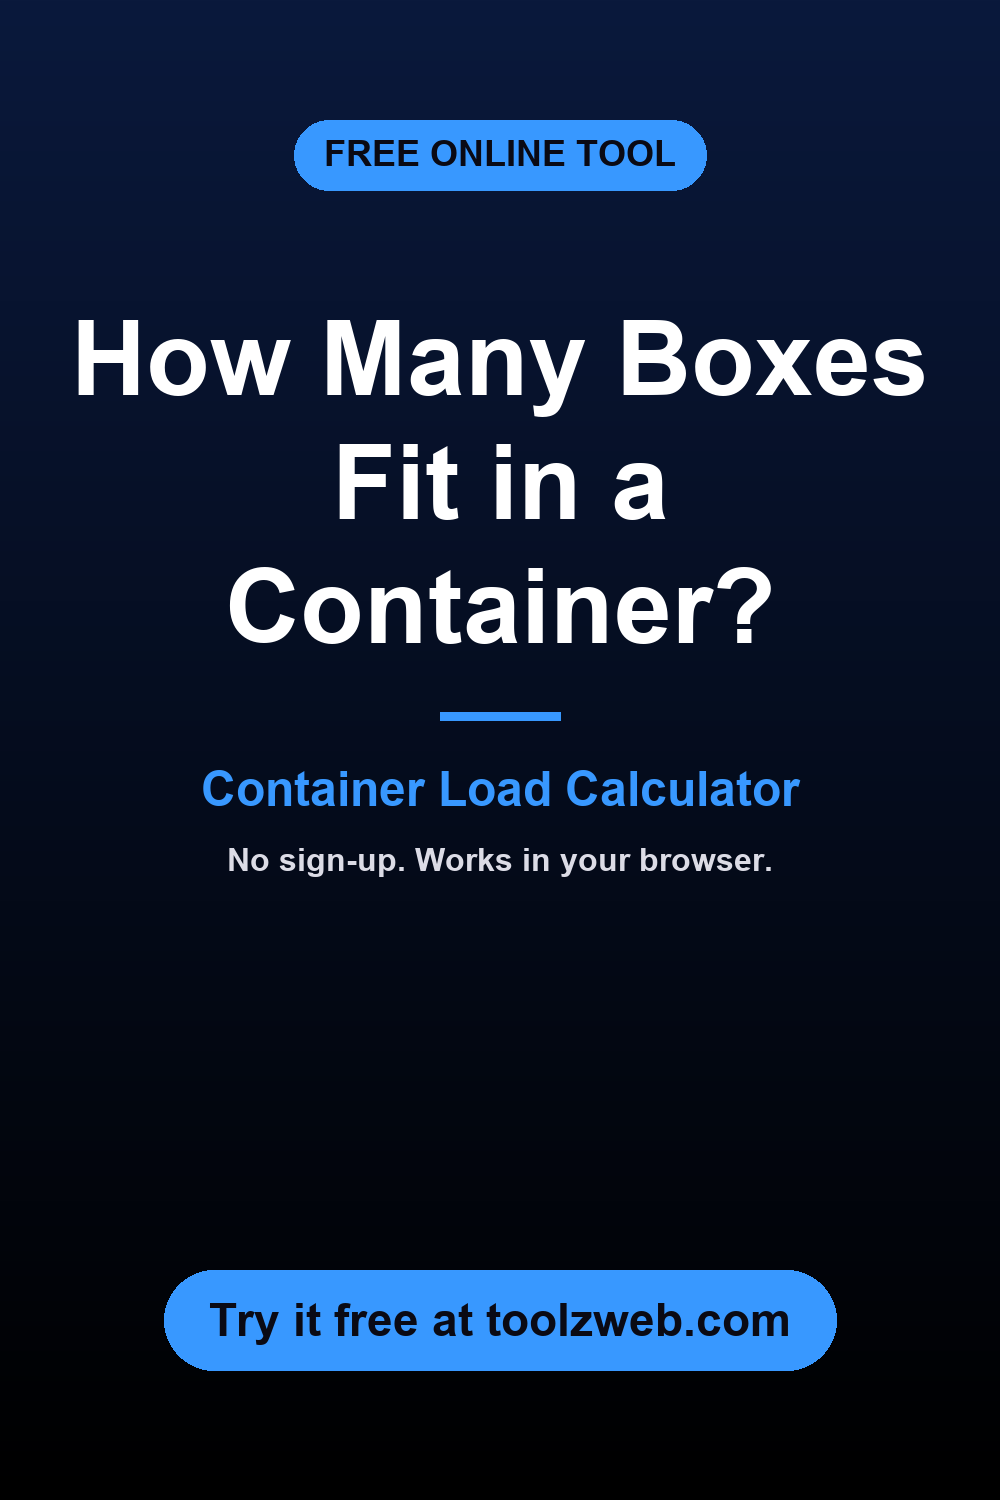 FREE ONLINE TOOL
How Many Boxes
Fit in a
Container?
Container Load Calculator
No sign-up. Works in your browser.
Try it free at toolzweb.com